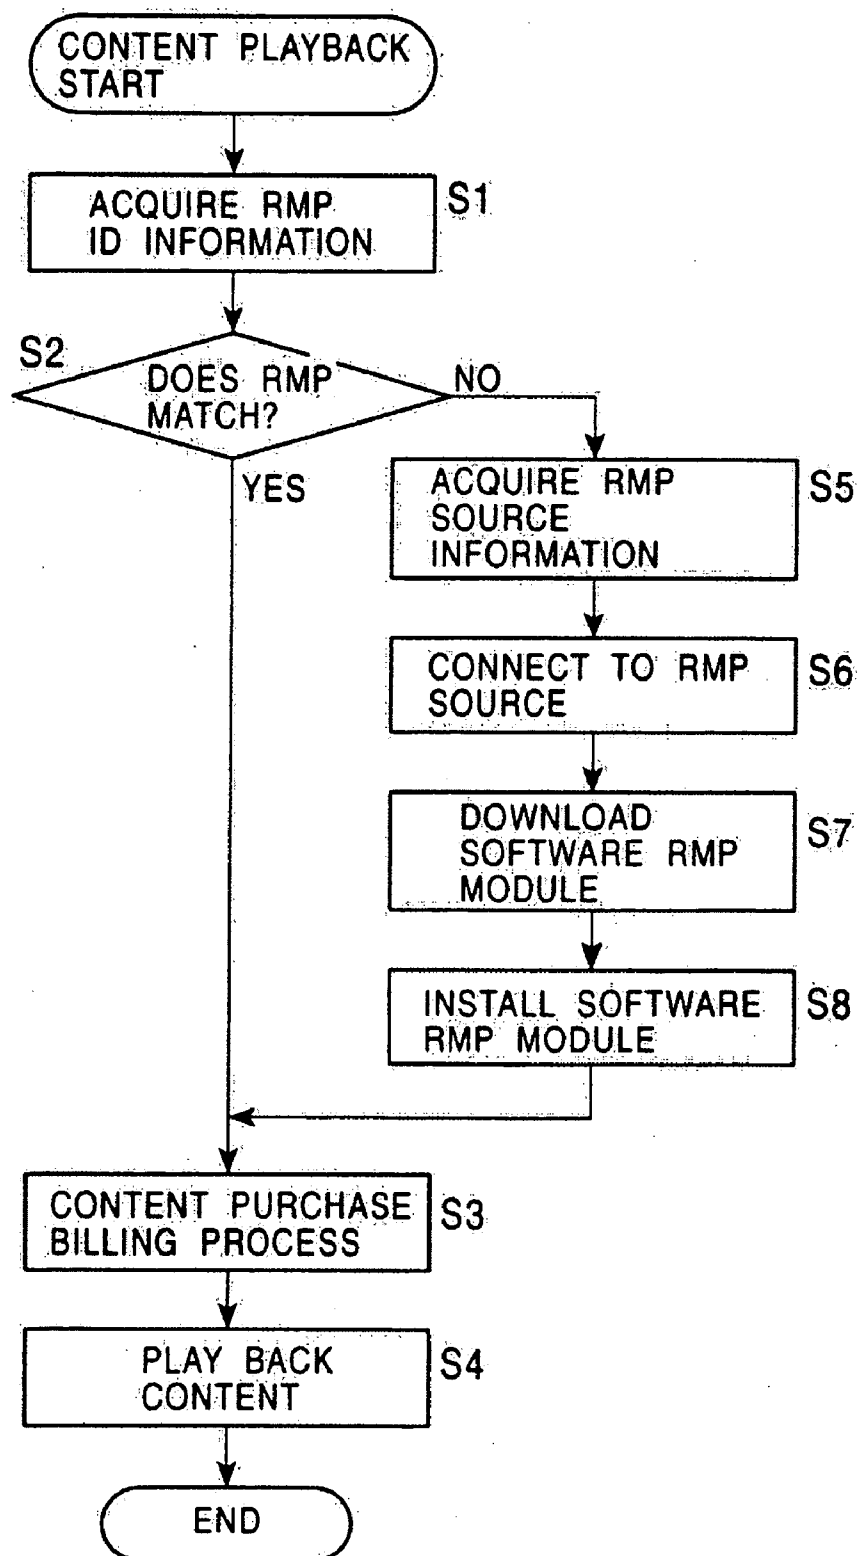 CONTENT PLAYBACK
START
ACQUIRE RMP
ID INFORMATION
S1
S2
DOES RMP
MATCH?
NO
YES
ACQUIRE RMP
SOURCE
INFORMATION
S5
CONNECT TO RMP
SOURCE
S6
DOWNLOAD
SOFTWARE RMP
MODULE
S7
INSTALL SOFTWARE
RMP MODULE
S8
CONTENT PURCHASE
BILLING PROCESS
S3
PLAY BACK
CONTENT
S4
END